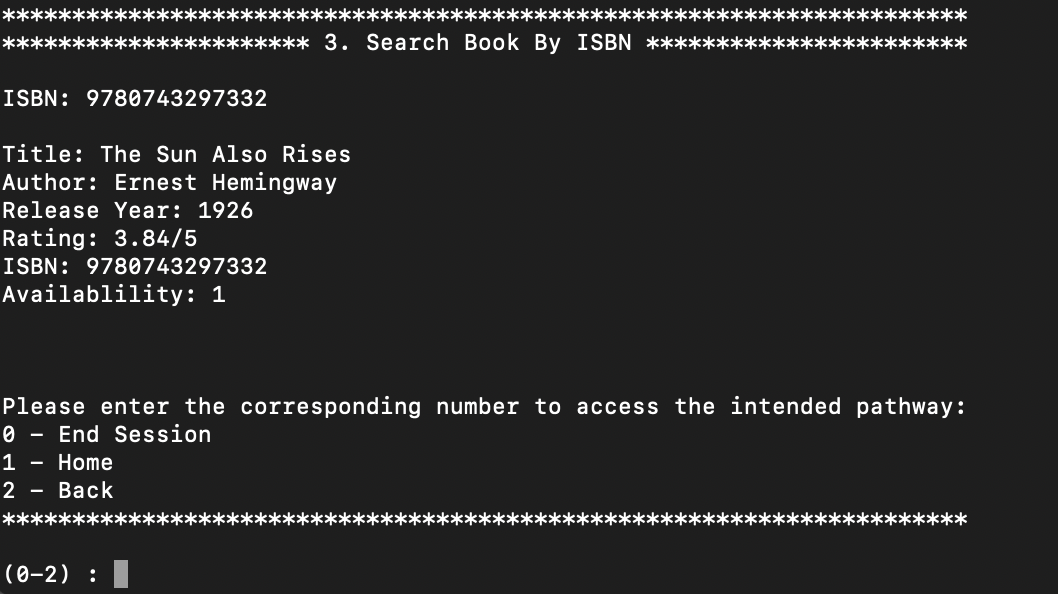 *********************************************************************
********************** 3. Search Book By ISBN ***********************
ISBN: 9780743297332
Title: The Sun Also Rises
Author: Ernest Hemingway
Release Year: 1926
Rating: 3.84/5
ISBN: 9780743297332
Availablility: 1
Please enter the corresponding number to access the intended pathway:
0 – End Session
1 – Home
2 – Back
*********************************************************************
(0–2) :